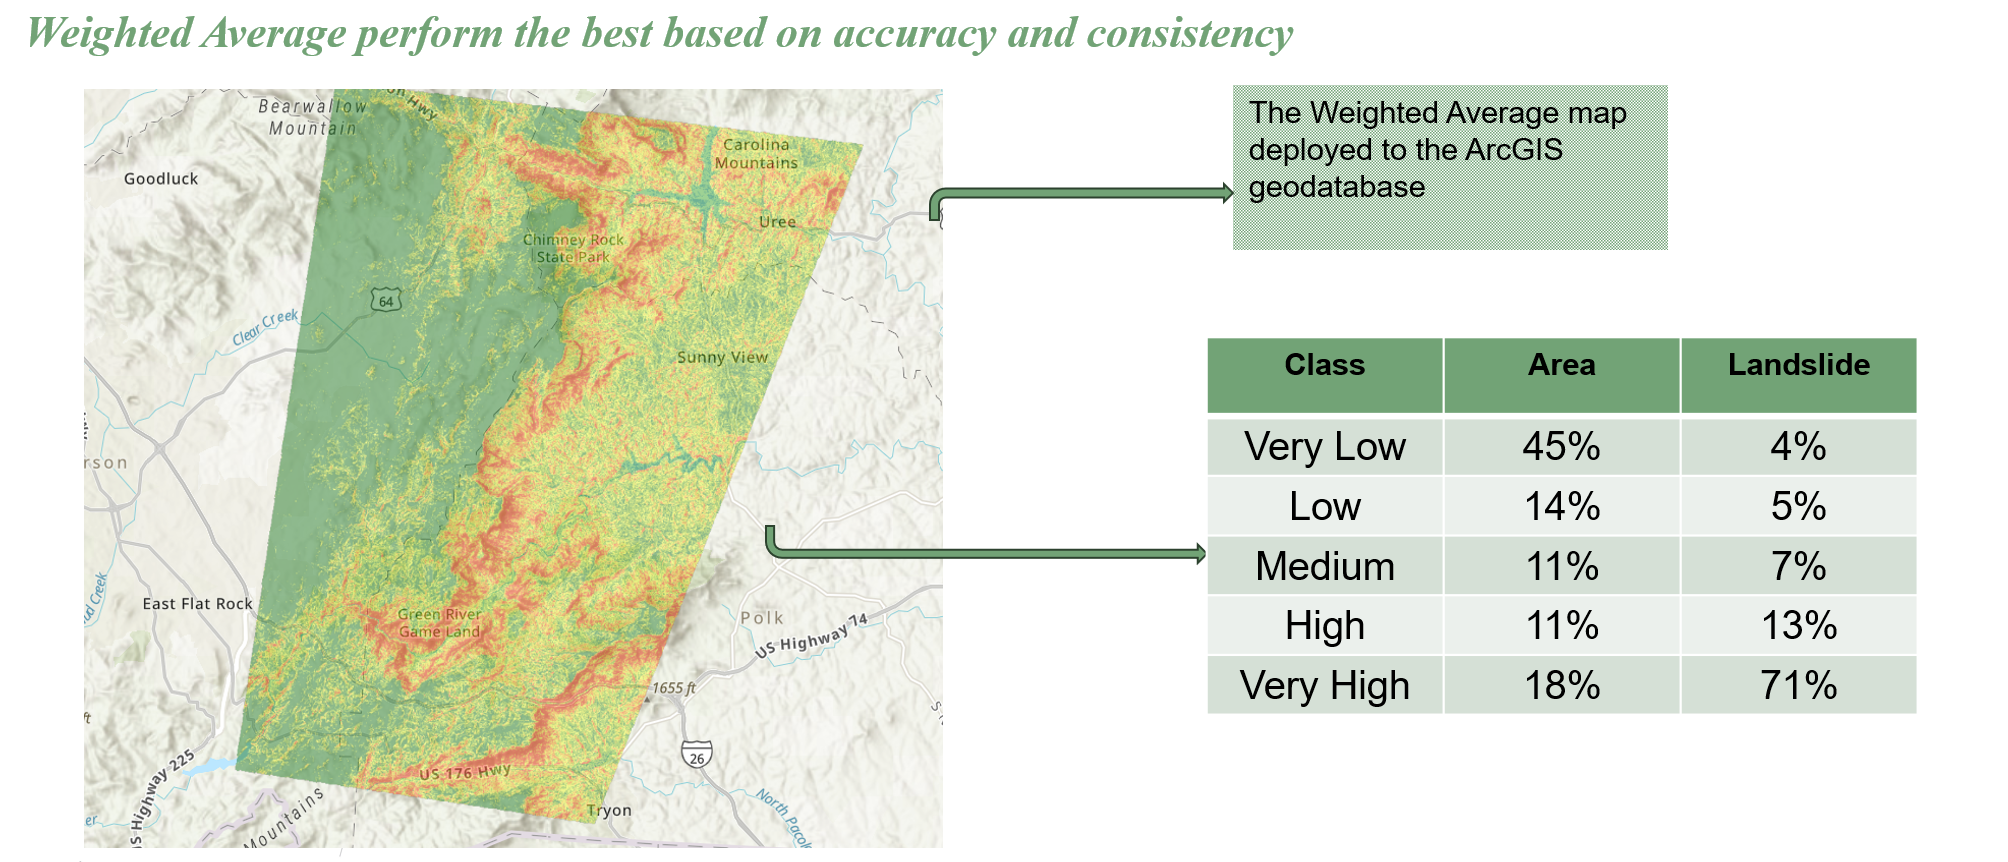 Weighted Average perform the best based on accuracy and consistency
on Hwy
Bearwallow
Mountain
Goodluck
Carolina
Mountains
Uree
Chimney Rock
State Park
64
Clear Creek
Sunny View
rson
East Flat Rock
Green River
Game Land
Polk
US Highway 74
1655 ft
ft
26
US 176 Hwy
Tryon
North Pacol
Highway 225
Mountains
The Weighted Average map
deployed to the ArcGIS
geodatabase
Class Area Landslide
Very Low 45% 4%
Low 14% 5%
Medium 11% 7%
High 11% 13%
Very High 18% 71%